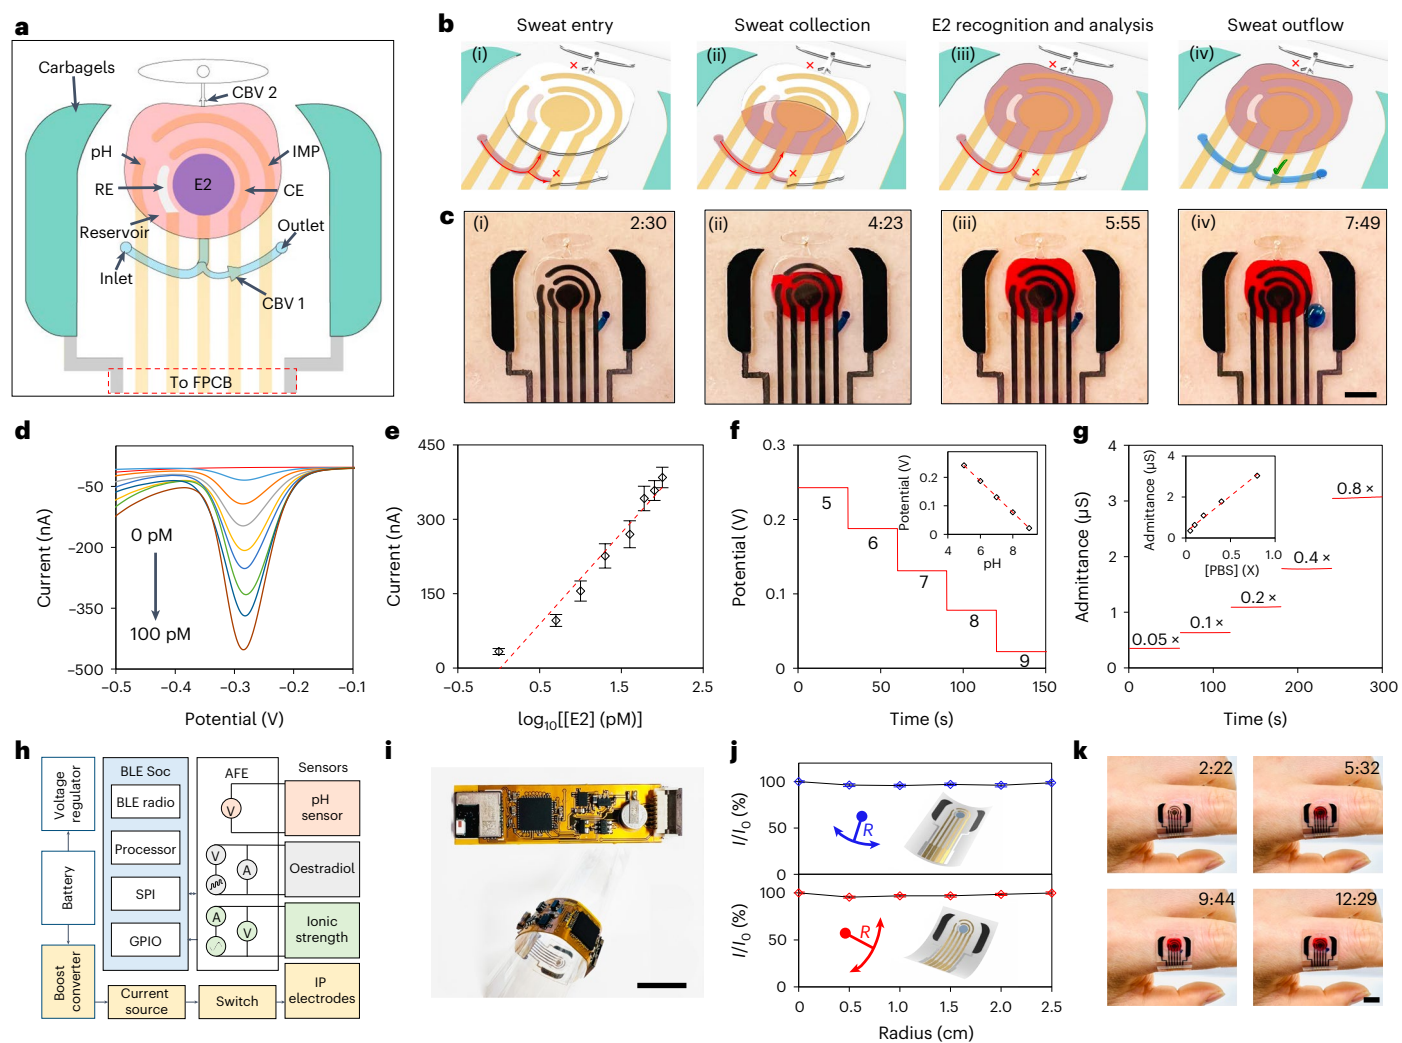 a
Carbagels
CBV 2
pH
IMP
RE
E2
CE
Reservoir
Outlet
Inlet
CBV 1
To FPCB
b
Sweat entry
Sweat collection
E2 recognition and analysis
Sweat outflow
(i)
(ii)
(iii)
(iv)
c
(i)
2:30
(ii)
4:23
(iii)
5:55
(iv)
7:49
d
Current (nA)
−50
−200
−350
−500
0 pM
100 pM
−0.5
−0.4
−0.3
−0.2
−0.1
Potential (V)
e
Current (nA)
450
300
150
0
−0.5
0.5
1.5
2.5
log10[[E2] (pM)]
f
Potential (V)
0.3
0.2
0.1
0
5
6
7
8
9
0
50
100
150
Time (s)
Potential (V)
0.2
0.1
0
4
6
8
pH
g
Admittance (µS)
4
3
2
1
0
0.05 ×
0.1 ×
0.2 ×
0.4 ×
0.8 ×
0
100
200
300
Time (s)
Admittance (µS)
4
2
0
0
0.5
1.0
[PBS] (X)
h
Voltage
regulator
Battery
Boost
converter
BLE Soc
BLE radio
Processor
SPI
GPIO
Current
source
AFE
V
V
A
A
V
Switch
Sensors
pH
sensor
Oestradiol
Ionic
strength
IP
electrodes
i
j
I/I0 (%)
100
50
0
R
I/I0 (%)
100
50
0
R
0
0.5
1.0
1.5
2.0
2.5
Radius (cm)
k
2:22
5:32
9:44
12:29